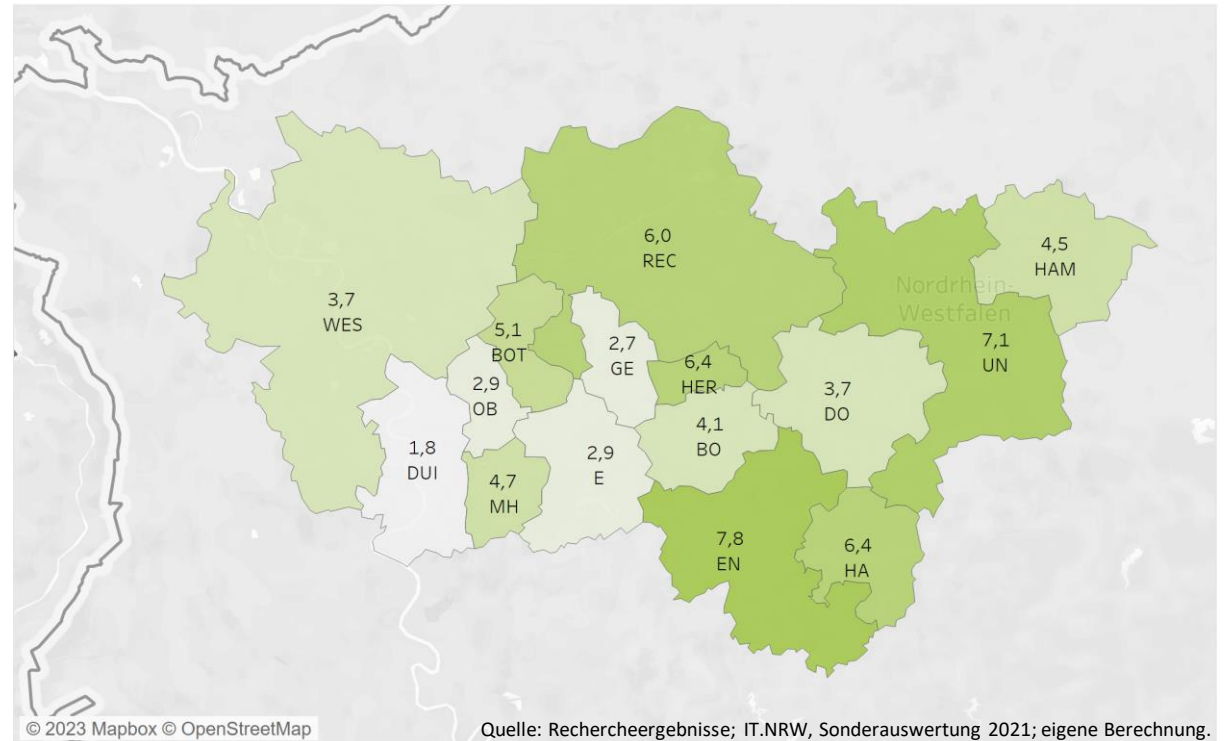 6,0
REC
4,5
HAM
Nordrhein-
Westfalen
3,7
WES
5,1
BOT
2,7
GE
6,4
HER
7,1
UN
2,9
OB
3,7
DO
4,1
BO
1,8
DUI
2,9
E
4,7
MH
7,8
EN
6,4
HA
© 2023 Mapbox © OpenStreetMap
Quelle: Rechercheergebnisse; IT.NRW, Sonderauswertung 2021; eigene Berechnung.